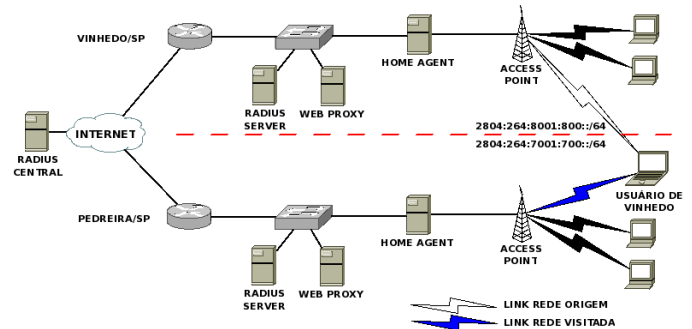 VINHEDO/SP
HOME AGENT
ACCESS
POINT
RADIUS
SERVER
WEB PROXY
INTERNET
RADIUS
CENTRAL
2804:264:8001:800::/64
2804:264:7001:700::/64
USUÁRIO DE
VINHEDO
PEDREIRA/SP
HOME AGENT
ACCESS
POINT
RADIUS
SERVER
WEB PROXY
LINK REDE ORIGEM
LINK REDE VISITADA